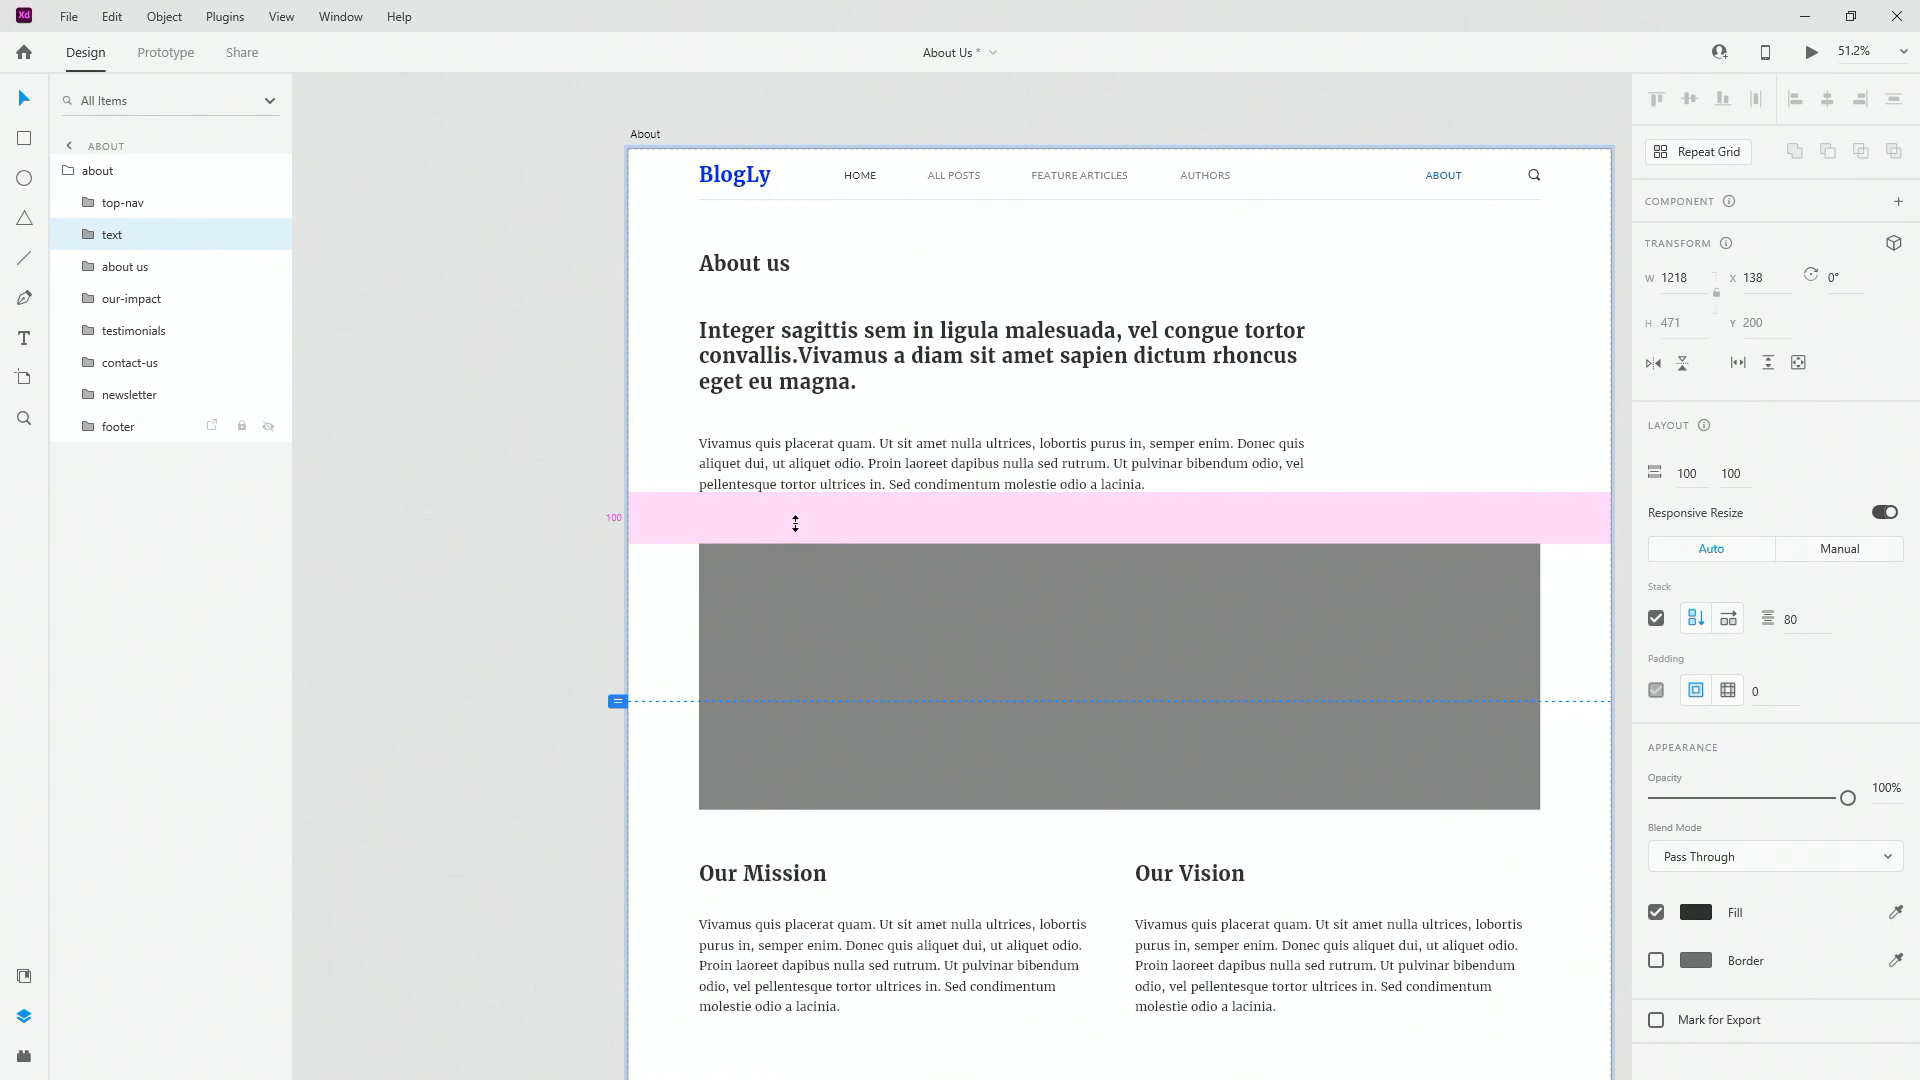 Xd File Edit Object Plugins View Window Help
Design Prototype Share About Us * 51.2%
All Items
ABOUT
about
top-nav
text
about us
our-impact
testimonials
contact-us
newsletter
footer
About
BlogLy HOME ALL POSTS FEATURE ARTICLES AUTHORS ABOUT
About us
Integer sagittis sem in ligula malesuada, vel congue tortor
convallis.Vivamus a diam sit amet sapien dictum rhoncus
eget eu magna.
Vivamus quis placerat quam. Ut sit amet nulla ultrices, lobortis purus in, semper enim. Donec quis
aliquet dui, ut aliquet odio. Proin laoreet dapibus nulla sed rutrum. Ut pulvinar bibendum odio, vel
pellentesque tortor ultrices in. Sed condimentum molestie odio a lacinia.
100
Our Mission
Vivamus quis placerat quam. Ut sit amet nulla ultrices, lobortis
purus in, semper enim. Donec quis aliquet dui, ut aliquet odio.
Proin laoreet dapibus nulla sed rutrum. Ut pulvinar bibendum
odio, vel pellentesque tortor ultrices in. Sed condimentum
molestie odio a lacinia.
Our Vision
Vivamus quis placerat quam. Ut sit amet nulla ultrices, lobortis
purus in, semper enim. Donec quis aliquet dui, ut aliquet odio.
Proin laoreet dapibus nulla sed rutrum. Ut pulvinar bibendum
odio, vel pellentesque tortor ultrices in. Sed condimentum
molestie odio a lacinia.
Repeat Grid
COMPONENT
TRANSFORM
W 1218 X 138 0°
H 471 Y 200
LAYOUT
100 100
Responsive Resize
Auto Manual
Stack
80
Padding
0
APPEARANCE
Opacity
100%
Blend Mode
Pass Through
Fill
Border
Mark for Export